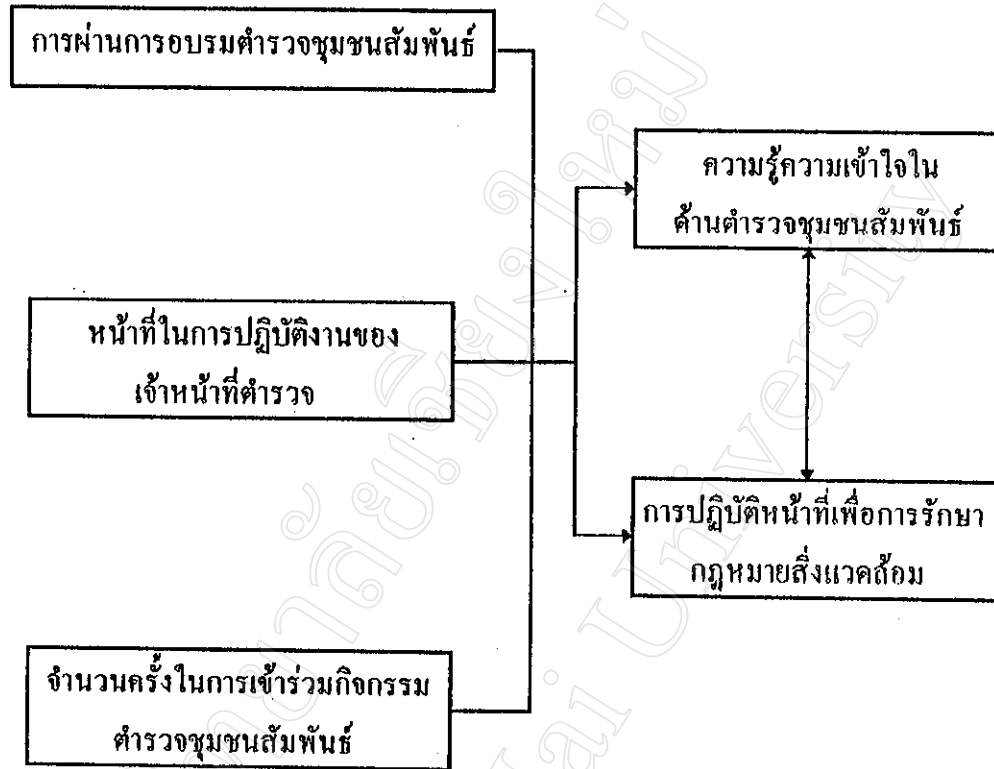 การผ่านการอบรมตำรวจชุมชนสัมพันธ์
ความรู้ความเข้าใจใน
ด้านตำรวจชุมชนสัมพันธ์
หน้าที่ในการปฏิบัติงานของ
เจ้าหน้าที่ตำรวจ
การปฏิบัติหน้าที่เพื่อการรักษา
กฎหมายสิ่งแวดล้อม
จำนวนครั้งในการเข้าร่วมกิจกรรม
ตำรวจชุมชนสัมพันธ์